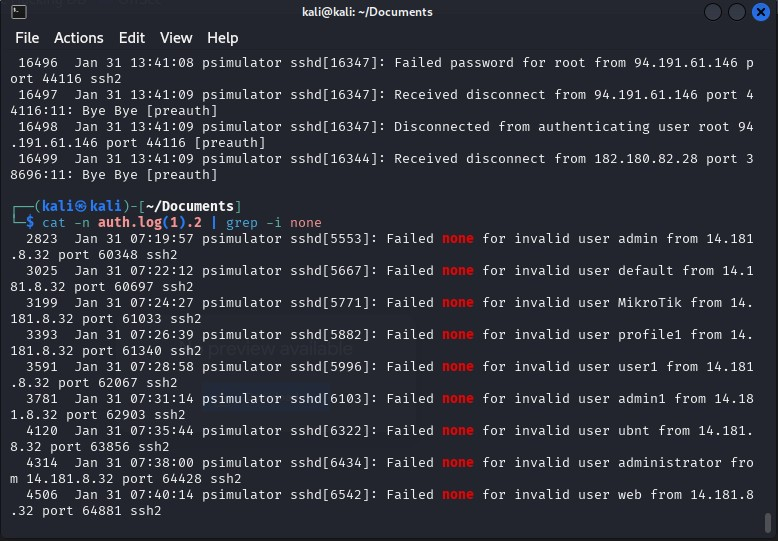 kali@kali: ~/Documents
File Actions Edit View Help
16496 Jan 31 13:41:08 psimulator sshd[16347]: Failed password for root from 94.191.61.146 p
ort 44116 ssh2
16497 Jan 31 13:41:09 psimulator sshd[16347]: Received disconnect from 94.191.61.146 port 4
4116:11: Bye Bye [preauth]
16498 Jan 31 13:41:09 psimulator sshd[16347]: Disconnected from authenticating user root 94
.191.61.146 port 44116 [preauth]
16499 Jan 31 13:41:09 psimulator sshd[16344]: Received disconnect from 182.180.82.28 port 3
8696:11: Bye Bye [preauth]
┌──(kali㉿kali)-[~/Documents]
└─$ cat -n auth.log(1).2 | grep -i none
2823 Jan 31 07:19:57 psimulator sshd[5553]: Failed none for invalid user admin from 14.181
.8.32 port 60348 ssh2
3025 Jan 31 07:22:12 psimulator sshd[5667]: Failed none for invalid user default from 14.1
81.8.32 port 60697 ssh2
3199 Jan 31 07:24:27 psimulator sshd[5771]: Failed none for invalid user MikroTik from 14.
181.8.32 port 61033 ssh2
3393 Jan 31 07:26:39 psimulator sshd[5882]: Failed none for invalid user profile1 from 14.
181.8.32 port 61340 ssh2
3591 Jan 31 07:28:58 psimulator sshd[5996]: Failed none for invalid user user1 from 14.181
.8.32 port 62067 ssh2
3781 Jan 31 07:31:14 psimulator sshd[6103]: Failed none for invalid user admin1 from 14.18
1.8.32 port 62903 ssh2
4120 Jan 31 07:35:44 psimulator sshd[6322]: Failed none for invalid user ubnt from 14.181.
8.32 port 63856 ssh2
4314 Jan 31 07:38:00 psimulator sshd[6434]: Failed none for invalid user administrator fro
m 14.181.8.32 port 64428 ssh2
4506 Jan 31 07:40:14 psimulator sshd[6542]: Failed none for invalid user web from 14.181.8
.32 port 64881 ssh2
preview available